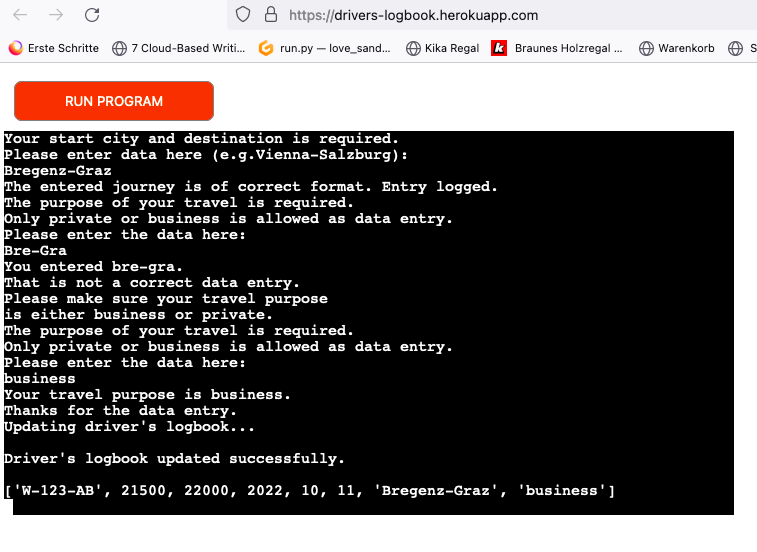 https://drivers-logbook.herokuapp.com
Erste Schritte 7 Cloud-Based Writi... run.py — love_sand... Kika Regal k Braunes Holzregal ... Warenkorb S
RUN PROGRAM
Your start city and destination is required.
Please enter data here (e.g.Vienna-Salzburg):
Bregenz-Graz
The entered journey is of correct format. Entry logged.
The purpose of your travel is required.
Only private or business is allowed as data entry.
Please enter the data here:
Bre-Gra
You entered bre-gra.
That is not a correct data entry.
Please make sure your travel purpose
is either business or private.
The purpose of your travel is required.
Only private or business is allowed as data entry.
Please enter the data here:
business
Your travel purpose is business.
Thanks for the data entry.
Updating driver's logbook...
Driver's logbook updated successfully.
['W-123-AB', 21500, 22000, 2022, 10, 11, 'Bregenz-Graz', 'business']